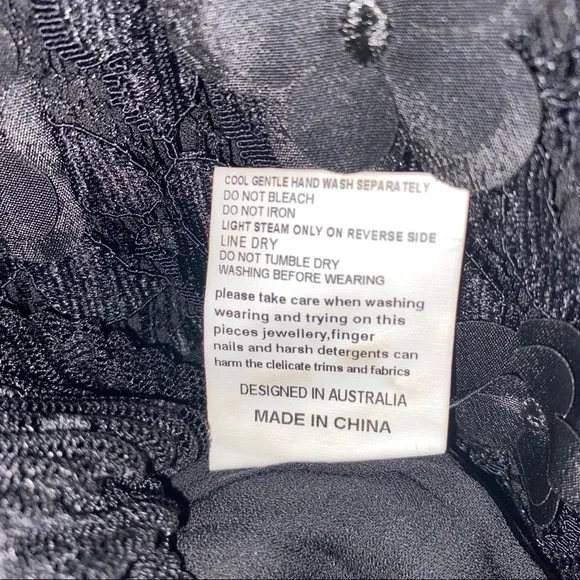 COOL GENTLE HAND WASH SEPARATELY
DO NOT BLEACH
DO NOT IRON
LIGHT STEAM ONLY ON REVERSE SIDE
LINE DRY
DO NOT TUMBLE DRY
WASHING BEFORE WEARING
please take care when washing
wearing and trying on this
pieces jewellery,finger
nails and harsh detergents can
harm the clelicate trims and fabrics
DESIGNED IN AUSTRALIA
MADE IN CHINA